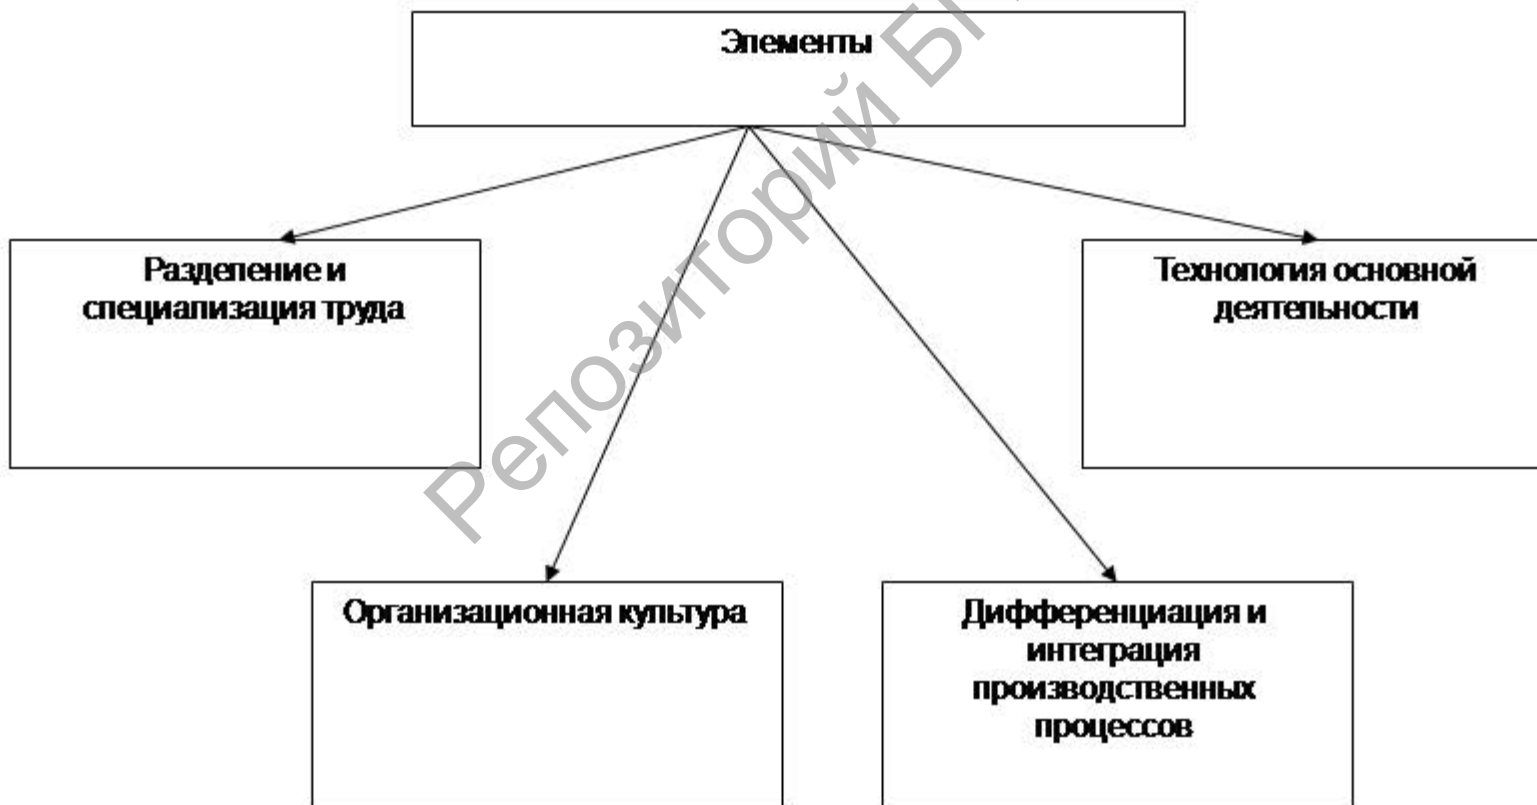 Элементы
Разделение и
специализация труда
Технология основной
деятельности
Организационная культура
Дифференциация и
интеграция
производственных
процессов
Репозиторий